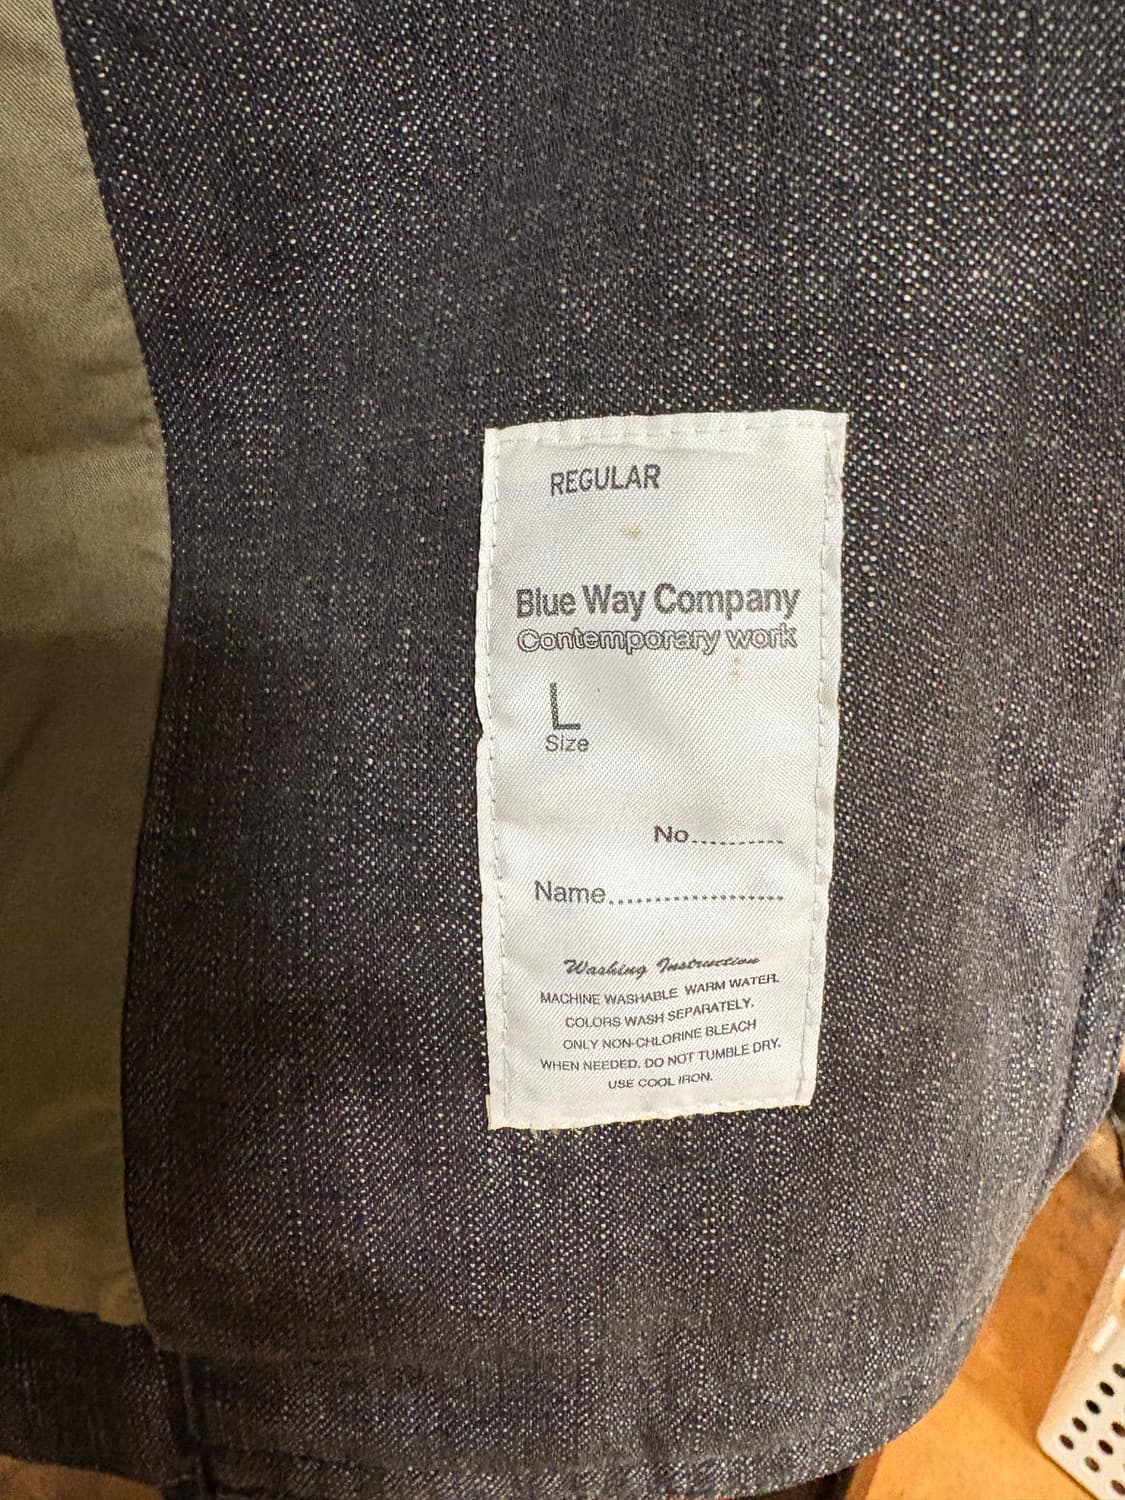 REGULAR
Blue Way Company
Contemporary work
L
Size
No..........
Name...................
Washing Instruction
MACHINE WASHABLE WARM WATER.
COLORS WASH SEPARATELY.
ONLY NON-CHLORINE BLEACH
WHEN NEEDED. DO NOT TUMBLE DRY.
USE COOL IRON.